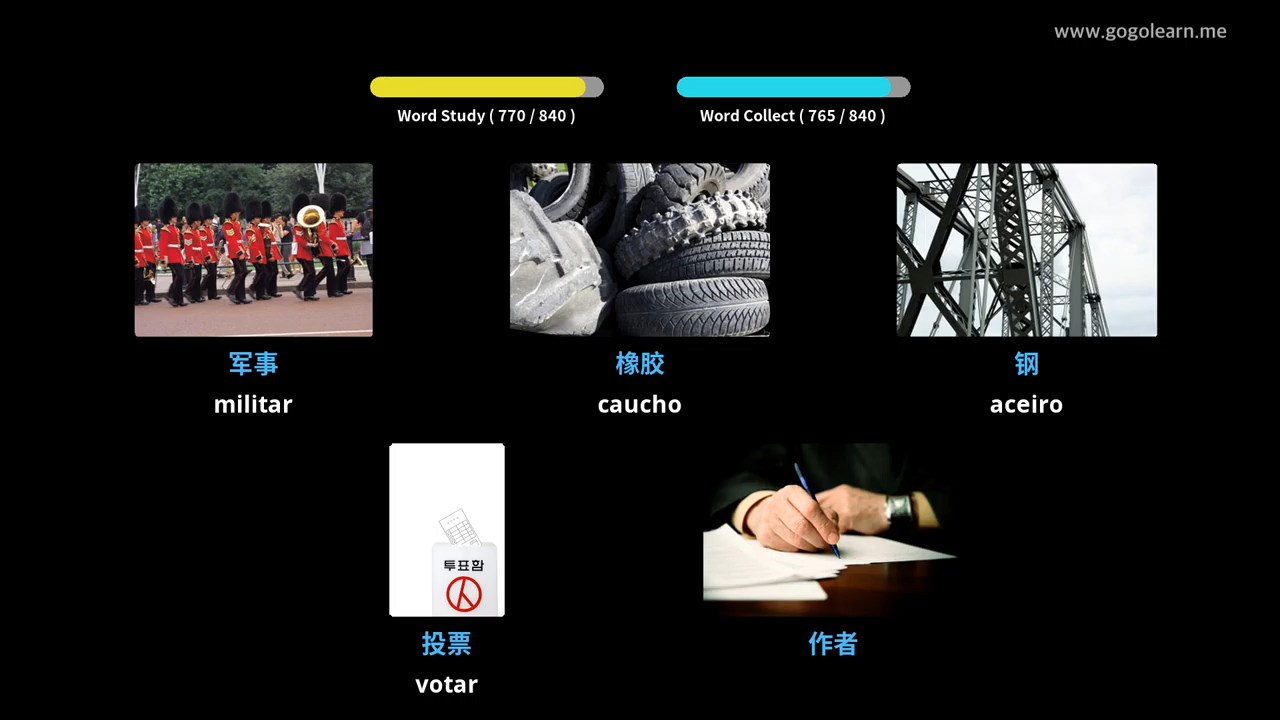 www.gogolearn.me
Word Study ( 770 / 840 )
Word Collect ( 765 / 840 )
军事
橡胶
钢
militar
caucho
aceiro
투표함
投票
作者
votar